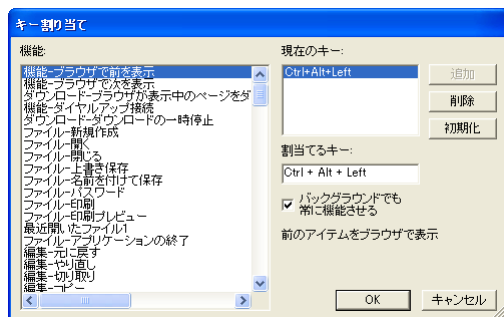 キー割り当て
機能:
機能-ブラウザで前を表示
機能-ブラウザで次を表示
ダウンロード-ブラウザが表示中のページをダ
機能-ダイヤルアップ接続
ダウンロード-ダウンロードの一時停止
ファイル-新規作成
ファイル-開く
ファイル-閉じる
ファイル-上書き保存
ファイル-名前を付けて保存
ファイル-パスワード
ファイル-印刷
ファイル-印刷プレビュー
最近開いたファイル1
ファイル-アプリケーションの終了
編集-元に戻す
編集-やり直し
編集-切り取り
編集-コピー
現在のキー:
Ctrl+Alt+Left
追加
削除
初期化
割当てるキー:
Ctrl + Alt + Left
バックグラウンドでも
常に機能させる
前のアイテムをブラウザで表示
OK
キャンセル